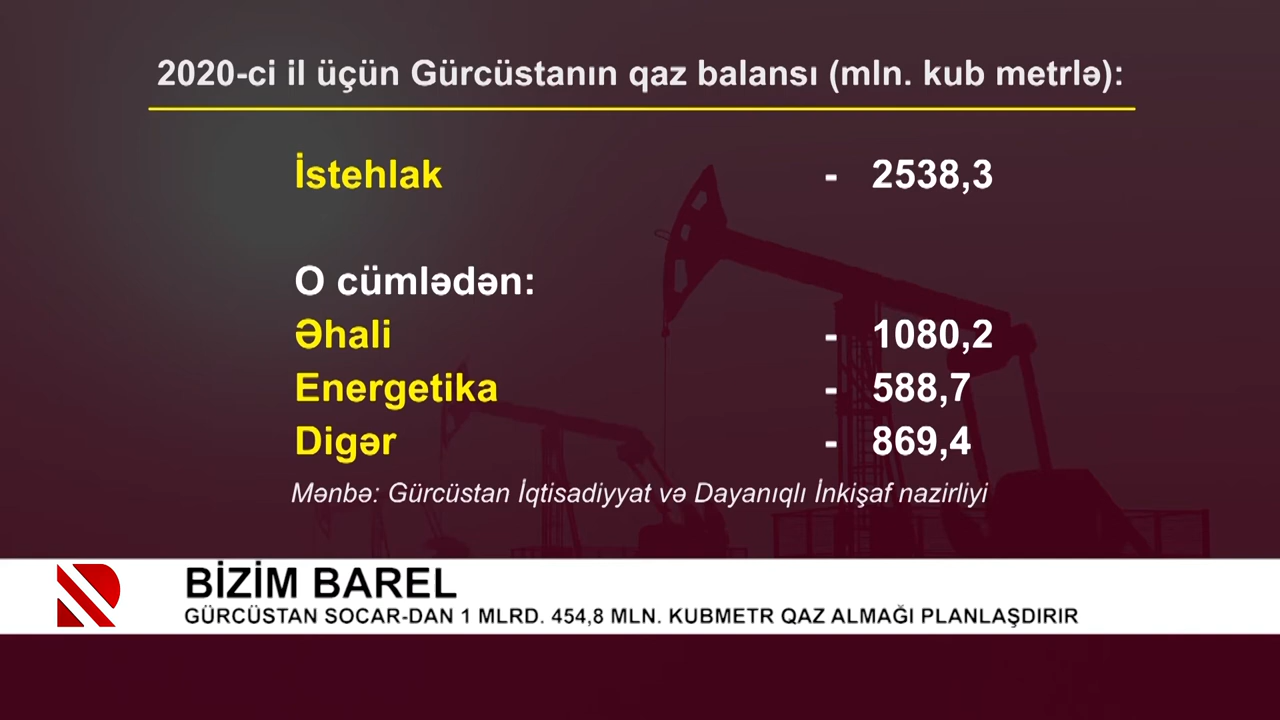 2020-ci il üçün Gürcüstanın qaz balansı (mln. kub metrlə):
İstehlak - 2538,3
O cümlədən:
Əhali - 1080,2
Energetika - 588,7
Digər - 869,4
Mənbə: Gürcüstan İqtisadiyyat və Dayanıqlı İnkişaf nazirliyi
BİZİM BAREL
GÜRCÜSTAN SOCAR-DAN 1 MLRD. 454,8 MLN. KUBMETR QAZ ALMAĞI PLANLAŞDIRIR